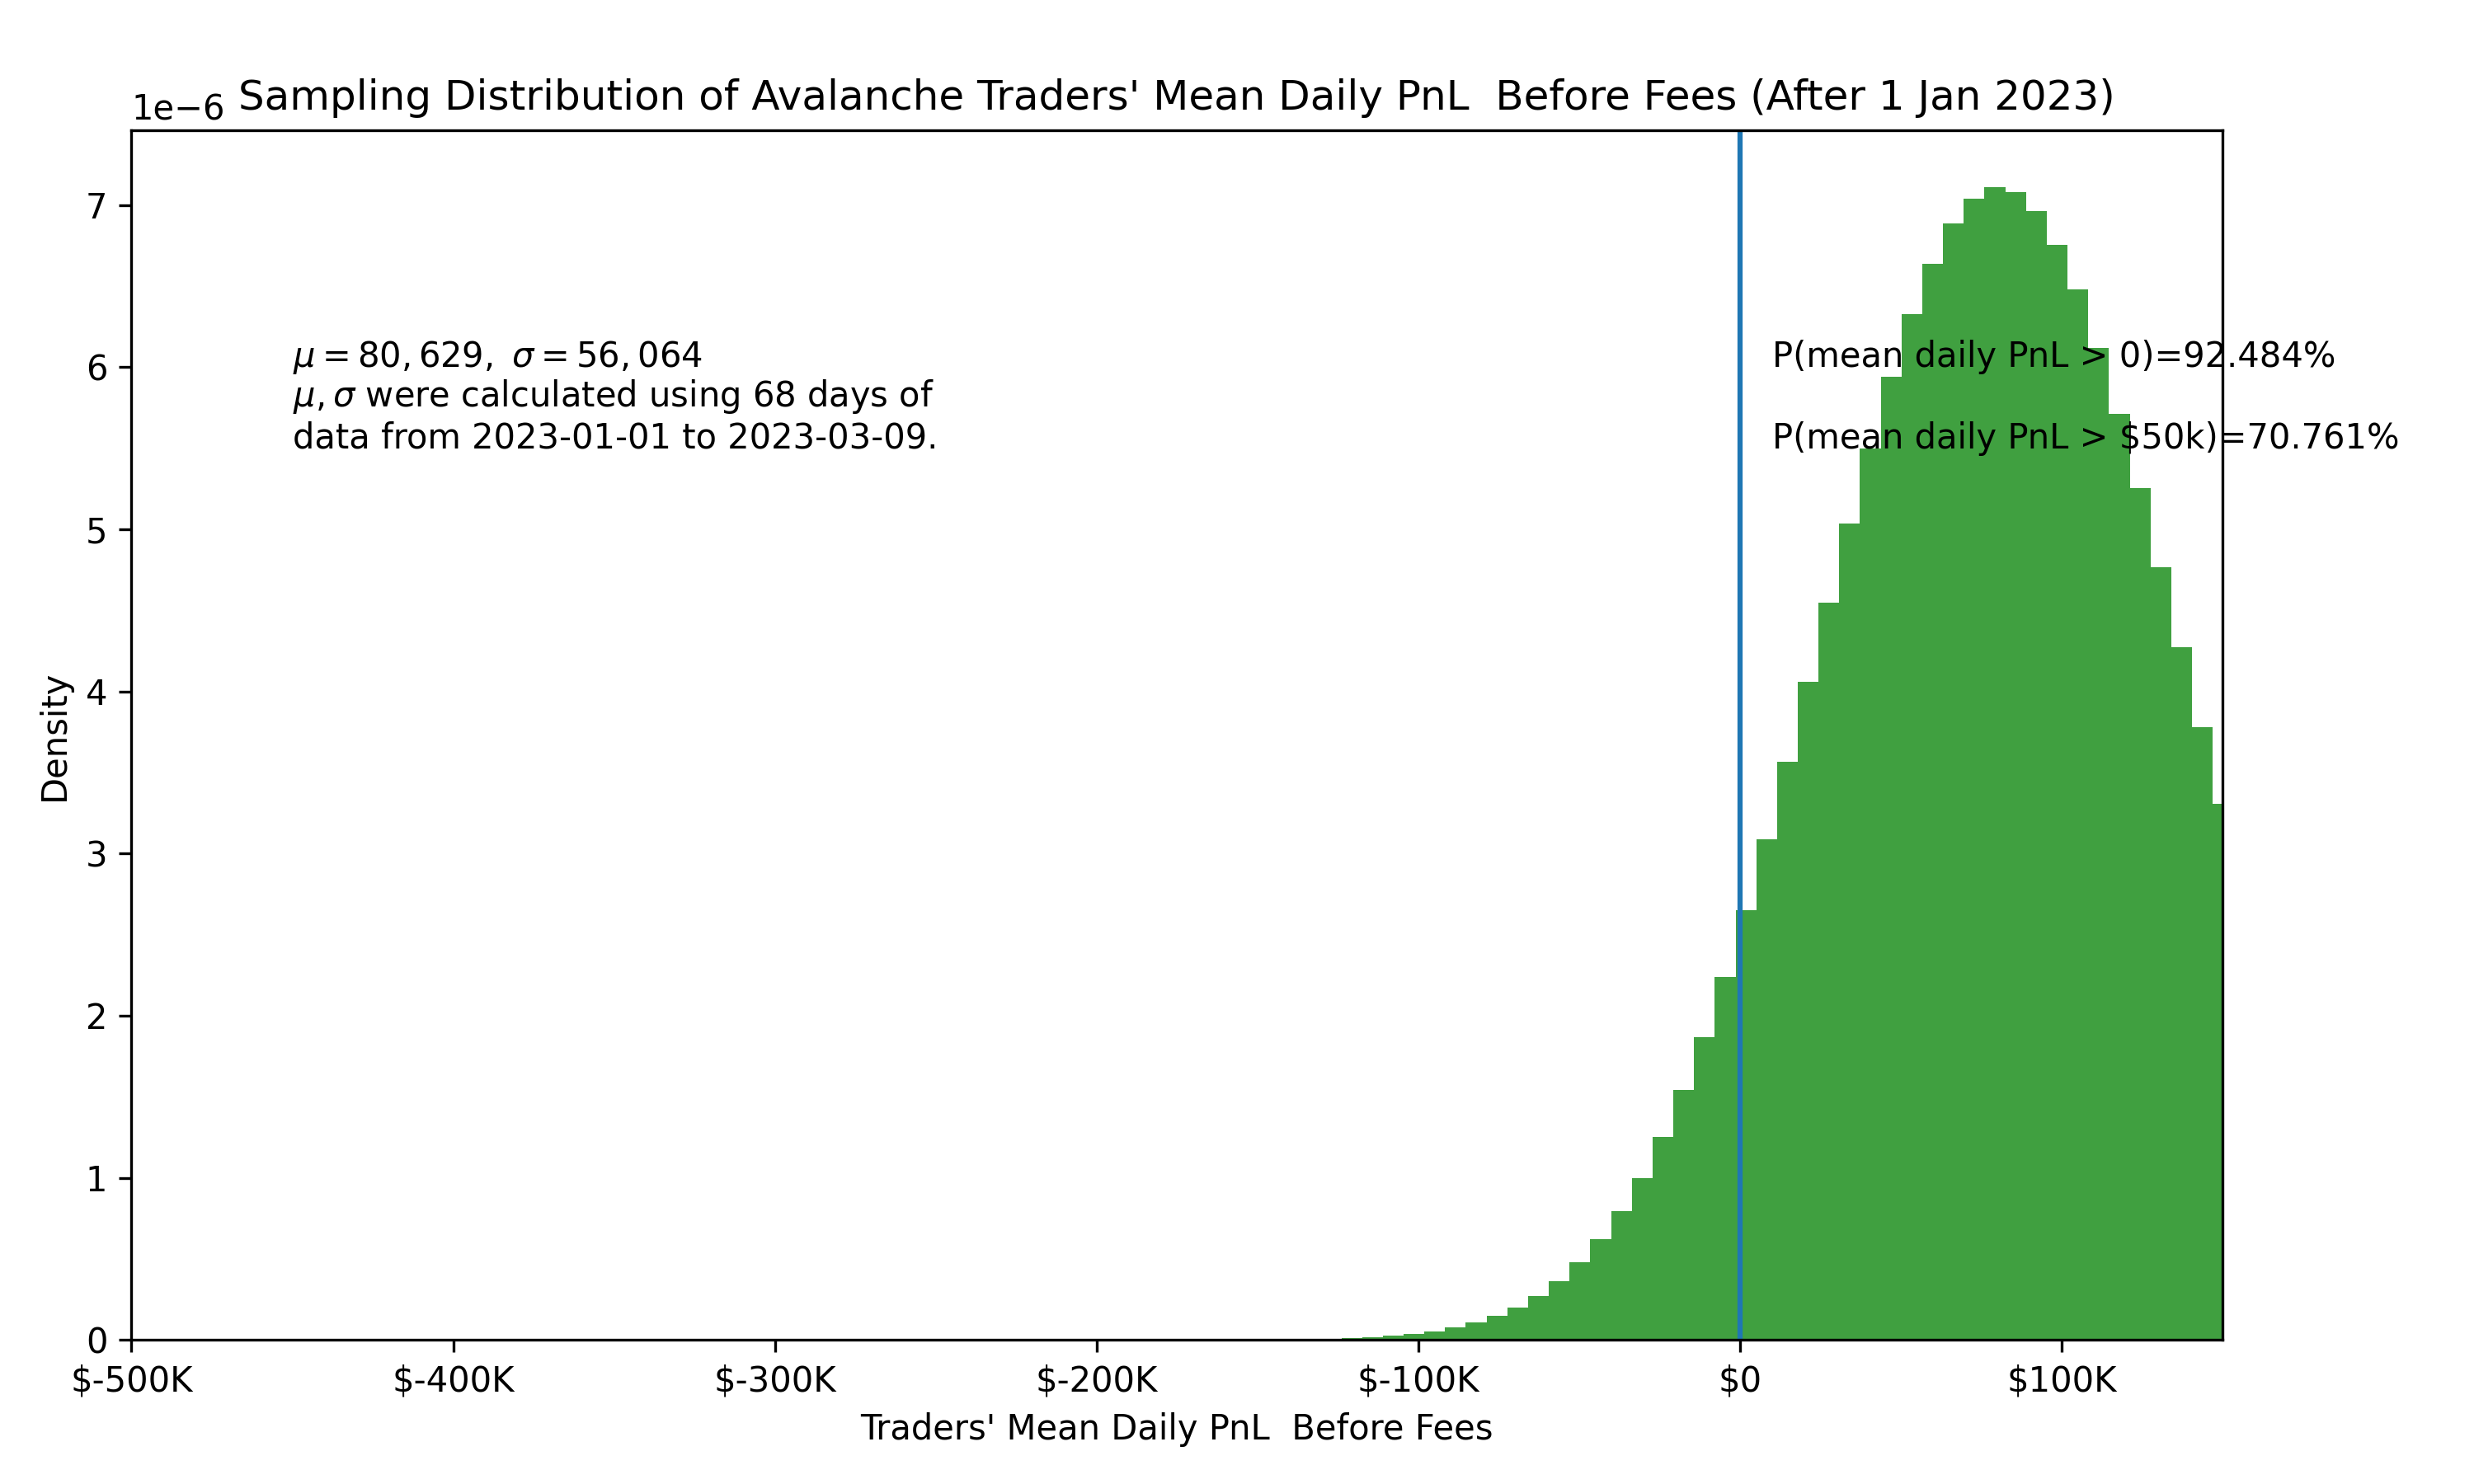 1e−6 Sampling Distribution of Avalanche Traders' Mean Daily PnL  Before Fees (After 1 Jan 2023)
7
6
5
4
3
2
1
0
Density
μ = 80,629, σ = 56,064
μ, σ were calculated using 68 days of
data from 2023-01-01 to 2023-03-09.
P(mean daily PnL > 0)=92.484%
P(mean daily PnL > $50k)=70.761%
$-500K $-400K $-300K $-200K $-100K $0 $100K
Traders' Mean Daily PnL  Before Fees